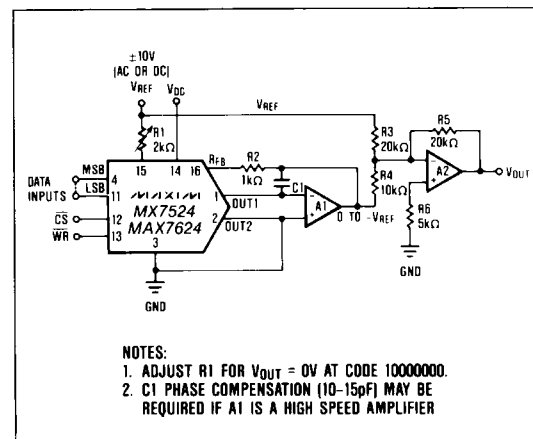 ±10V
(AC OR DC)
VREF
VDC
R1
2kΩ
VREF
R3
20kΩ
R5
20kΩ
MSB
DATA
INPUTS
LSB
CS
WR
4
11
12
13
15
14
16
RFB
R2
1kΩ
C1
MAXIM
MX7524
MAX7624
1
OUT1
2
OUT2
3
GND
A1
0 TO -VREF
R4
10kΩ
A2
VOUT
R6
5kΩ
GND
NOTES:
1. ADJUST R1 FOR VOUT = 0V AT CODE 10000000.
2. C1 PHASE COMPENSATION (10-15pF) MAY BE
REQUIRED IF A1 IS A HIGH SPEED AMPLIFIER